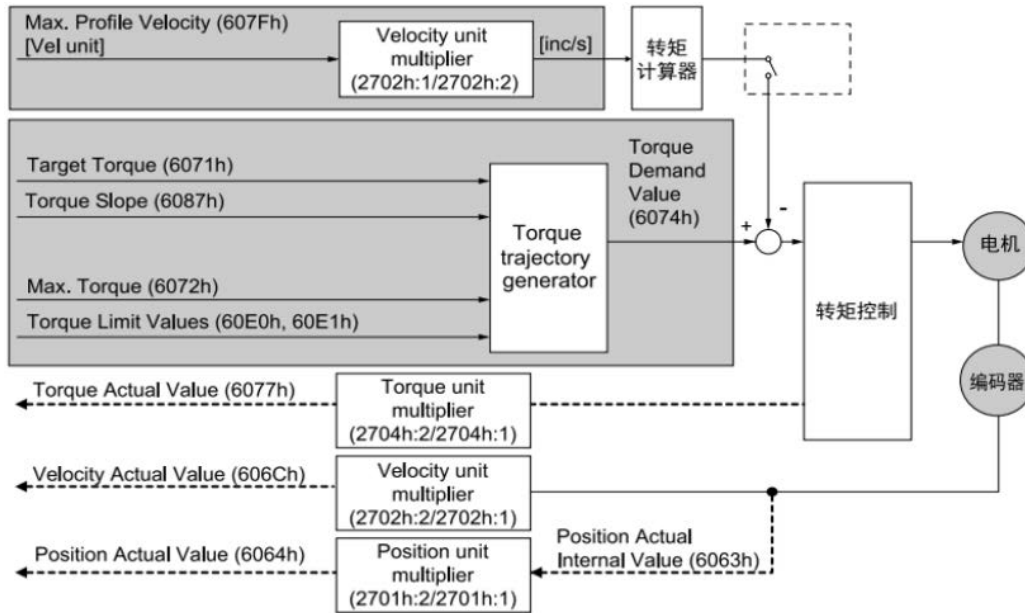 Max. Profile Velocity (607Fh)
[Vel unit]
Velocity unit
multiplier
(2702h:1/2702h:2)
[inc/s]
转矩
计算器
Target Torque (6071h)
Torque Slope (6087h)
Max. Torque (6072h)
Torque Limit Values (60E0h, 60E1h)
Torque
trajectory
generator
Torque
Demand
Value
(6074h)
+
-
转矩控制
电机
编码器
Torque Actual Value (6077h)
Torque unit
multiplier
(2704h:2/2704h:1)
Velocity Actual Value (606Ch)
Velocity unit
multiplier
(2702h:2/2702h:1)
Position Actual Value (6064h)
Position unit
multiplier
(2701h:2/2701h:1)
Position Actual
Internal Value (6063h)